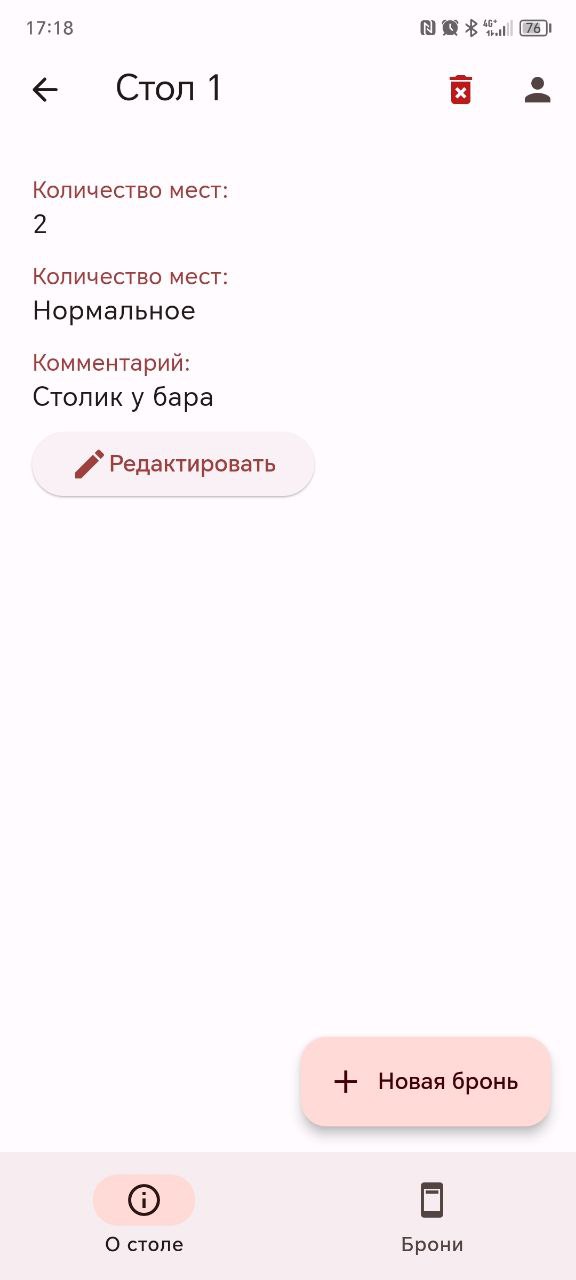 17:18
4G+
76
Стол 1
Количество мест:
2
Количество мест:
Нормальное
Комментарий:
Столик у бара
Редактировать
Новая бронь
О столе
Брони